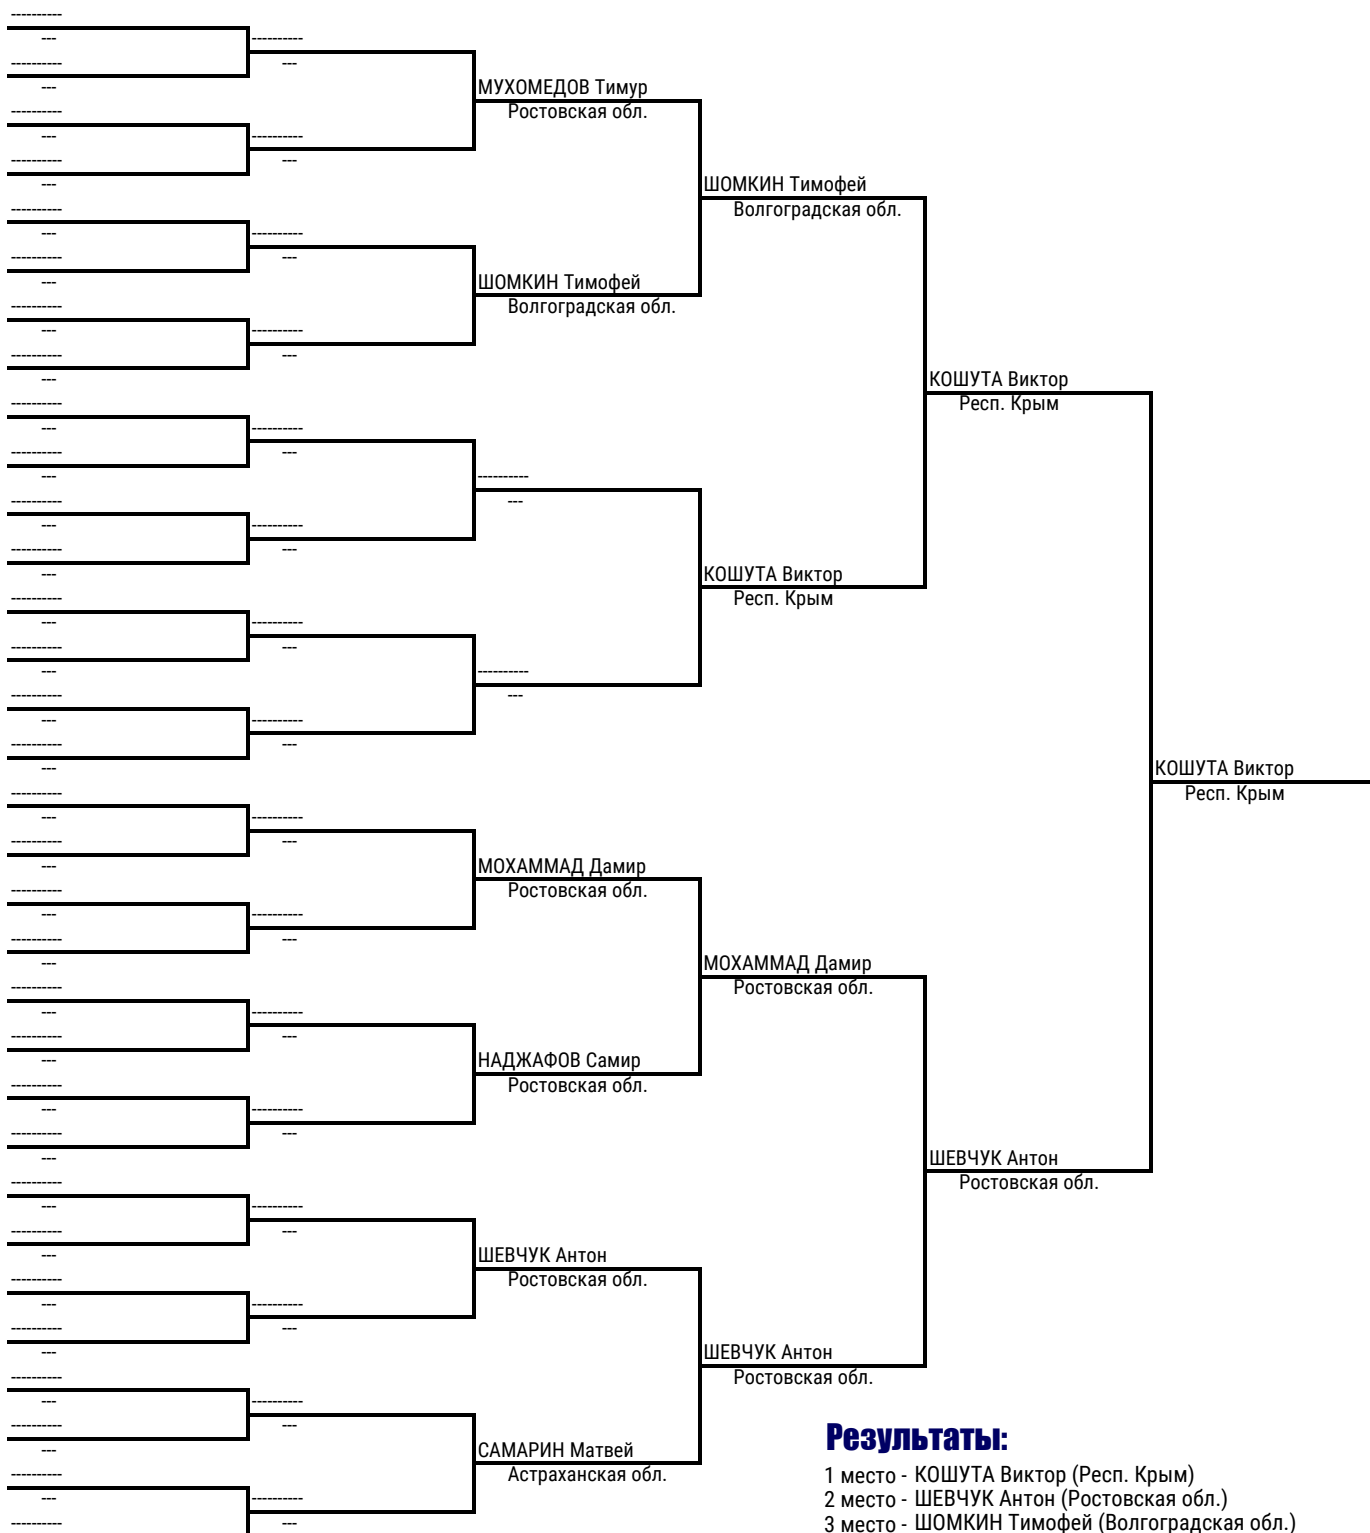 МУХОМЕДОВ Тимур
Ростовская обл.
ШОМКИН Тимофей
Волгоградская обл.
ШОМКИН Тимофей
Волгоградская обл.
КОШУТА Виктор
Респ. Крым
КОШУТА Виктор
Респ. Крым
КОШУТА Виктор
Респ. Крым
МОХАММАД Дамир
Ростовская обл.
МОХАММАД Дамир
Ростовская обл.
НАДЖАФОВ Самир
Ростовская обл.
ШЕВЧУК Антон
Ростовская обл.
ШЕВЧУК Антон
Ростовская обл.
ШЕВЧУК Антон
Ростовская обл.
САМАРИН Матвей
Астраханская обл.
Результаты:
1 место - КОШУТА Виктор (Респ. Крым)
2 место - ШЕВЧУК Антон (Ростовская обл.)
3 место - ШОМКИН Тимофей (Волгоградская обл.)